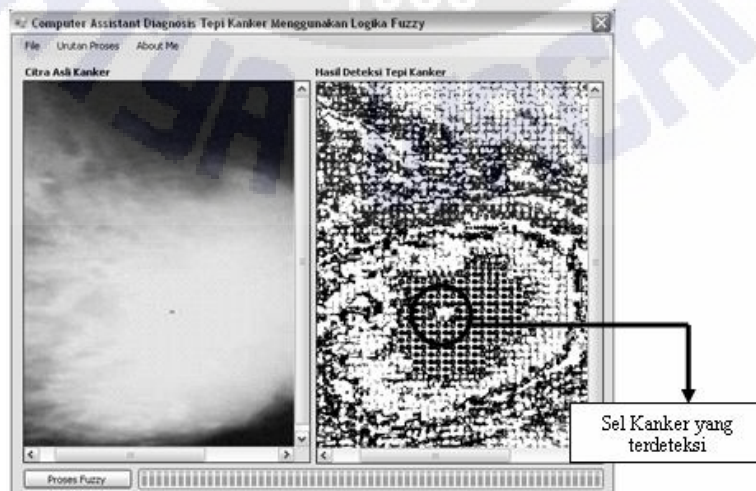 Computer Assistant Diagnosis Tepi Kanker Menggunakan Logika Fuzzy
File Urutan Proses About Me
Citra Asli Kanker
Hasil Deteksi Tepi Kanker
Sel Kanker yang
terdeteksi
Proses Fuzzy